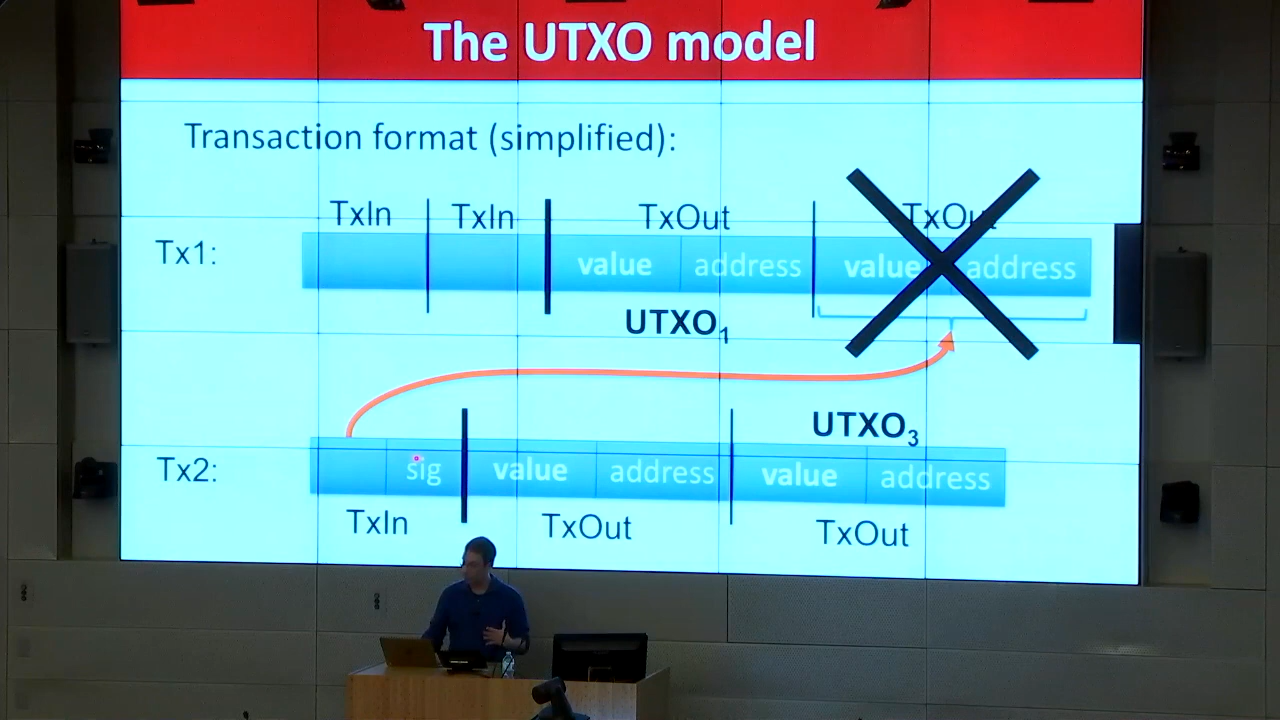 The UTXO model
Transaction format (simplified):
TxIn TxIn TxOut TxOut
Tx1: value address value address
UTXO1
UTXO3
Tx2: sig value address value address
TxIn TxOut TxOut